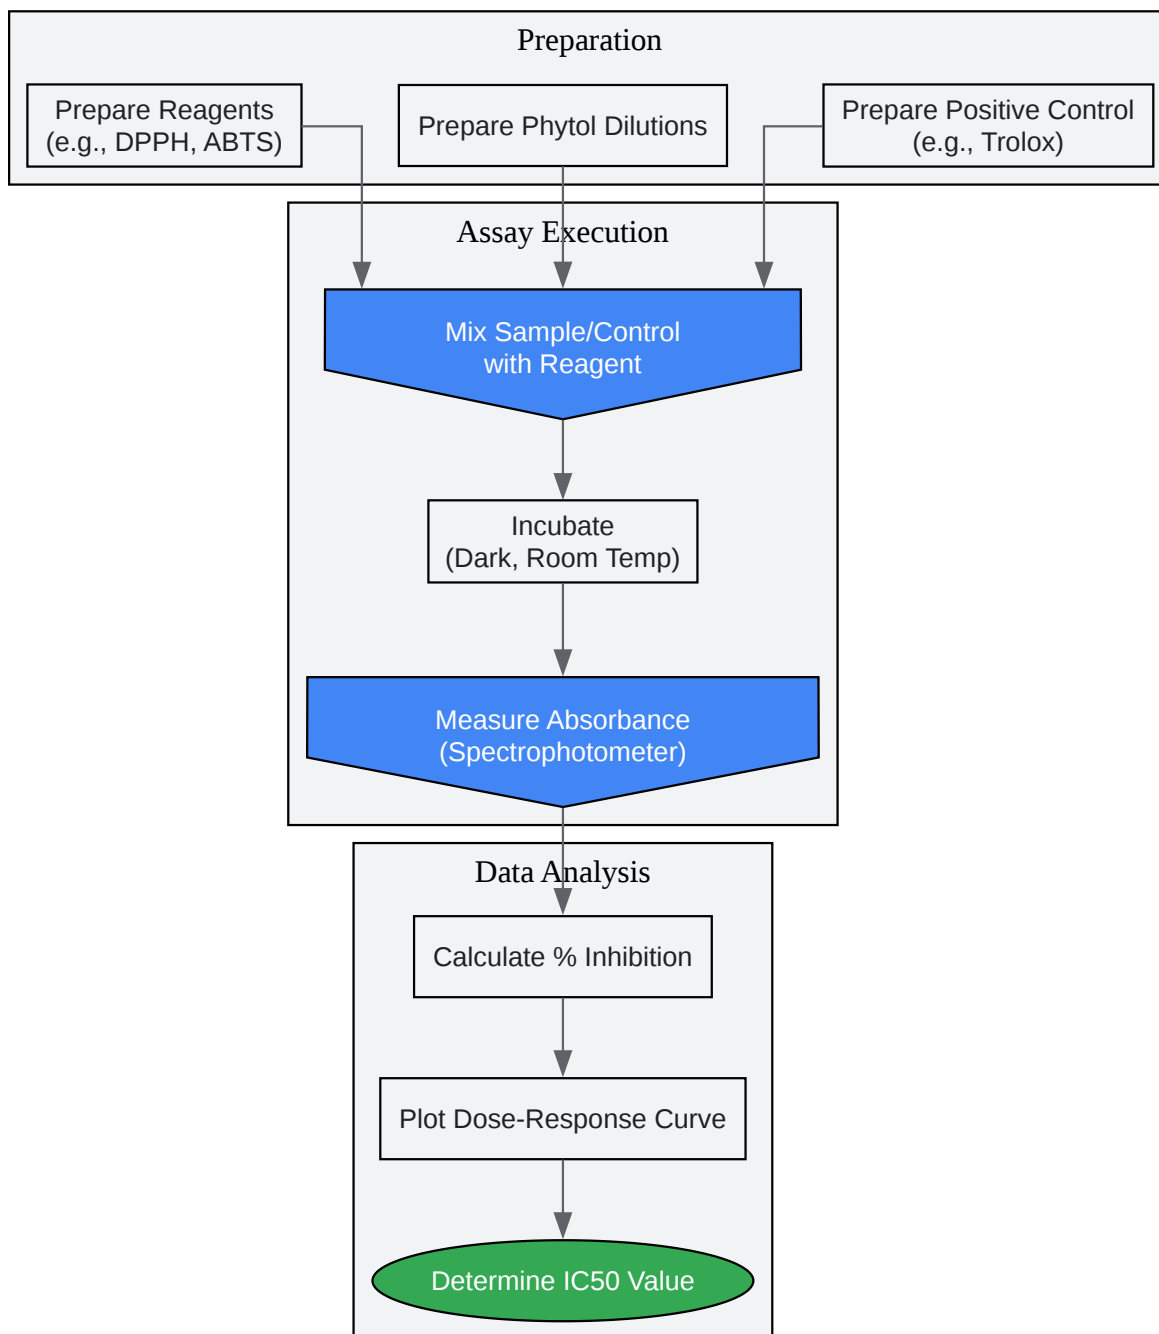 Preparation
Prepare Reagents
(e.g., DPPH, ABTS)
Prepare Phytol Dilutions
Prepare Positive Control
(e.g., Trolox)
Assay Execution
Mix Sample/Control
with Reagent
Incubate
(Dark, Room Temp)
Measure Absorbance
(Spectrophotometer)
Data Analysis
Calculate % Inhibition
Plot Dose-Response Curve
Determine IC50 Value